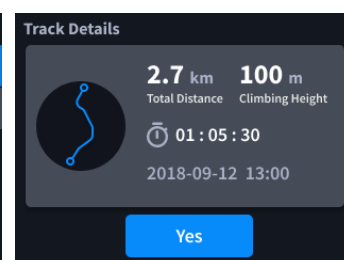 Track Details
2.7 km 100 m
Total Distance Climbing Height
01 : 05 : 30
2018-09-12 13:00
Yes